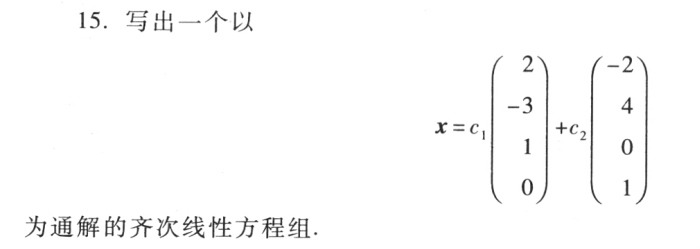 15. 写出一个以
x=c₁(2, -3, 1, 0)+c₂(-2, 4, 0, 1)
为通解的齐次线性方程组.